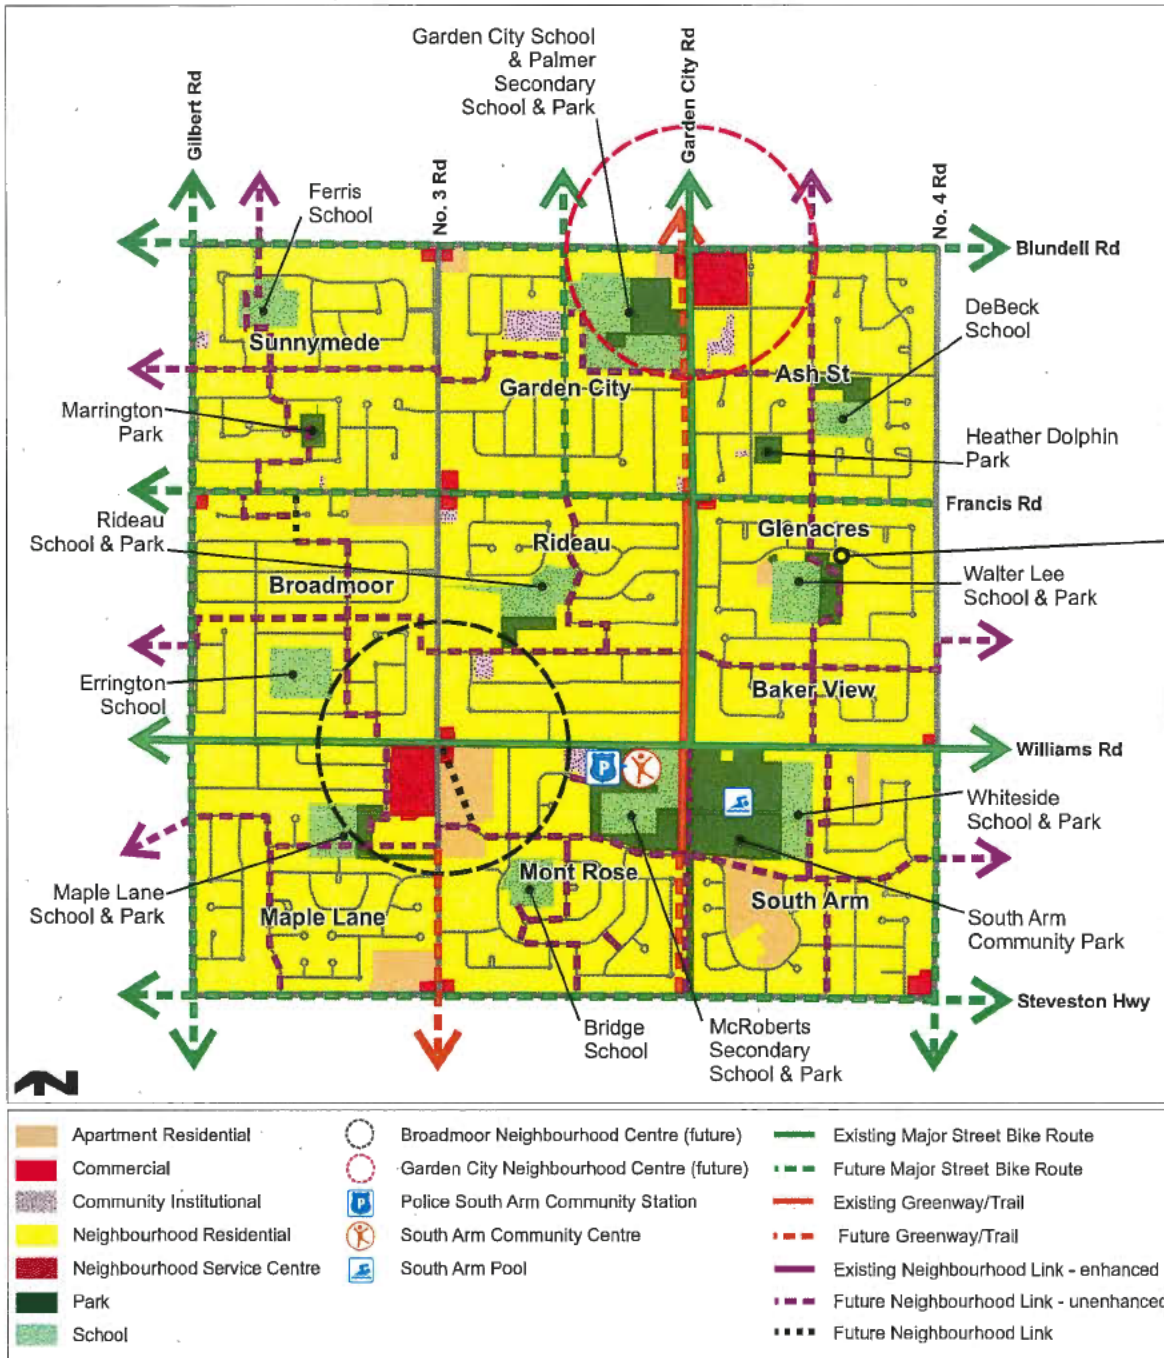 Garden City School
& Palmer
Secondary
School & Park
Gilbert Rd
Garden City Rd
No. 3 Rd
No. 4 Rd
Ferris
School
Blundell Rd
DeBeck
School
Sunnymede
Ash St
Garden City
Marrington
Park
Heather Dolphin
Park
Francis Rd
Rideau
School & Park
Glenacres
Rideau
Broadmoor
Walter Lee
School & Park
Errington
School
Baker View
Williams Rd
P
Whiteside
School & Park
Maple Lane
School & Park
Mont Rose
Maple Lane
South Arm
South Arm
Community Park
Steveston Hwy
Bridge
School
McRoberts
Secondary
School & Park
N
Apartment Residential
Commercial
Community Institutional
Neighbourhood Residential
Neighbourhood Service Centre
Park
School
Broadmoor Neighbourhood Centre (future)
Garden City Neighbourhood Centre (future)
P
Police South Arm Community Station
South Arm Community Centre
South Arm Pool
Existing Major Street Bike Route
Future Major Street Bike Route
Existing Greenway/Trail
Future Greenway/Trail
Existing Neighbourhood Link - enhanced
Future Neighbourhood Link - unenhanced
Future Neighbourhood Link